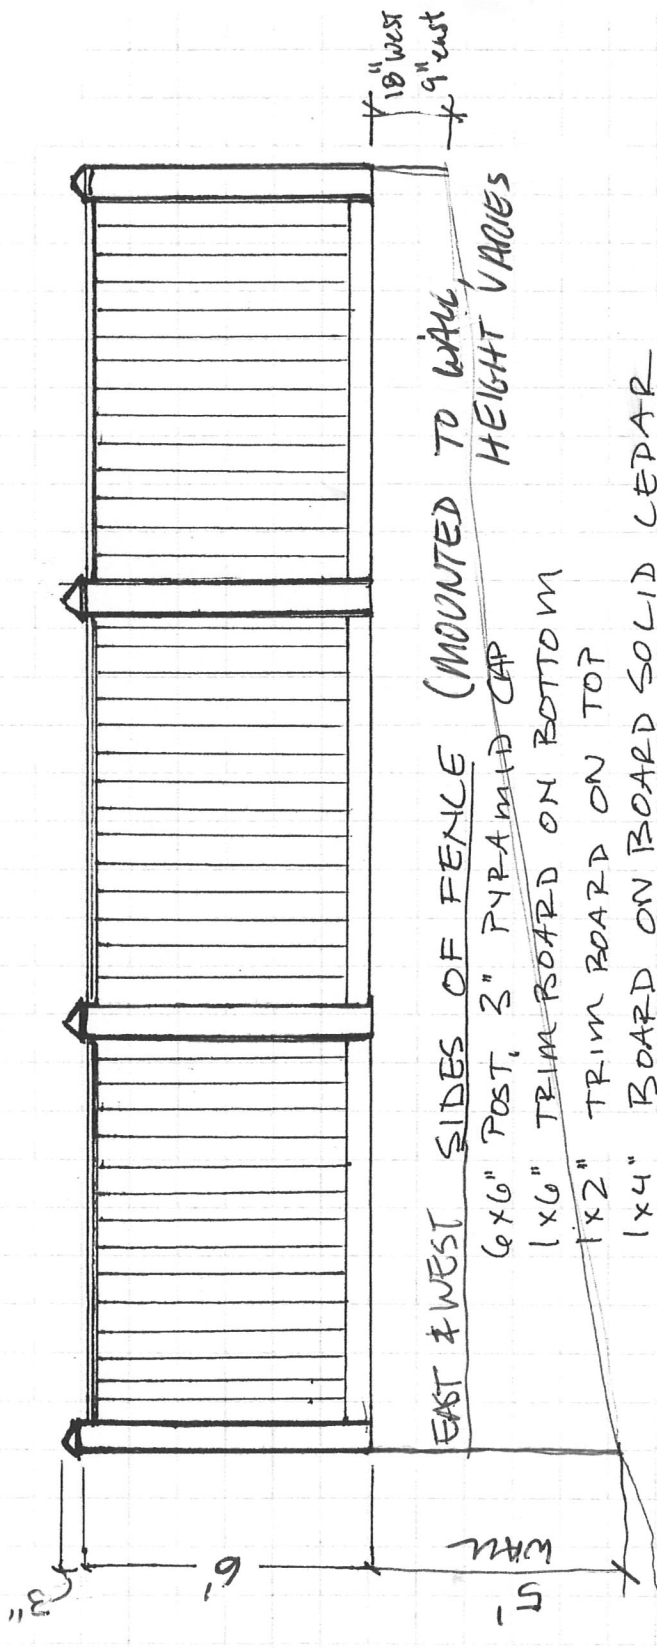 3"
6'
5'
WALL
18" west
9" east
EAST & WEST SIDES OF FENCE (MOUNTED TO WALL,
HEIGHT VARIES
6x6" POST, 3" PYRAMID CAP
1x6" TRIM BOARD ON BOTTOM
1x2" TRIM BOARD ON TOP
1x4" BOARD ON BOARD SOLID CEDAR